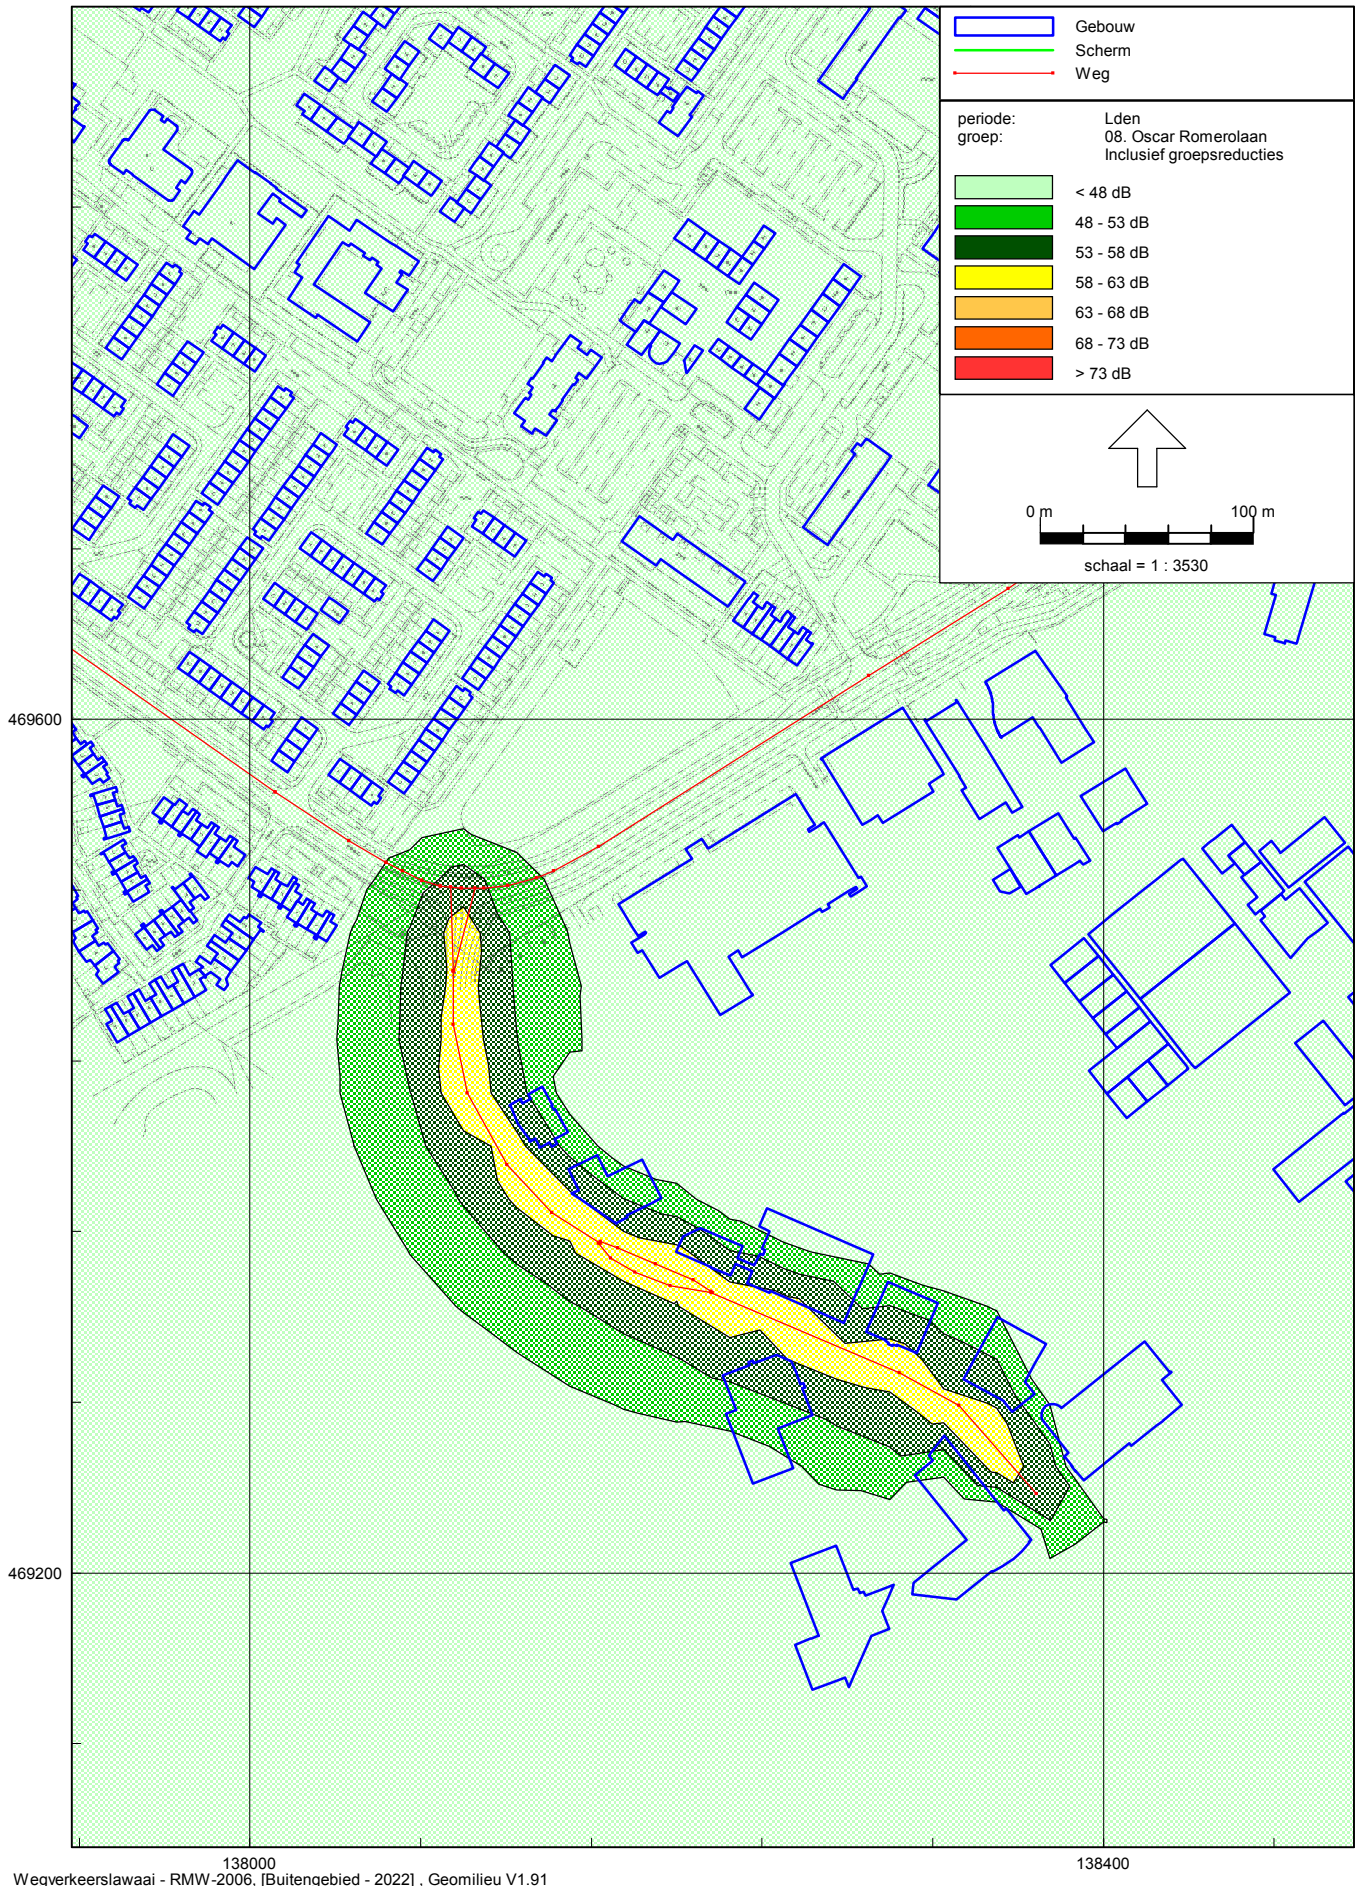 Gebouw
Scherm
Weg
periode: Lden
groep: 08. Oscar Romerolaan
Inclusief groepsreducties
< 48 dB
48 - 53 dB
53 - 58 dB
58 - 63 dB
63 - 68 dB
68 - 73 dB
> 73 dB
0 m 100 m
schaal = 1 : 3530
469600
469200
138000 138400
Wegverkeerslawaai - RMW-2006, [Buitengebied - 2022] , Geomilieu V1.91